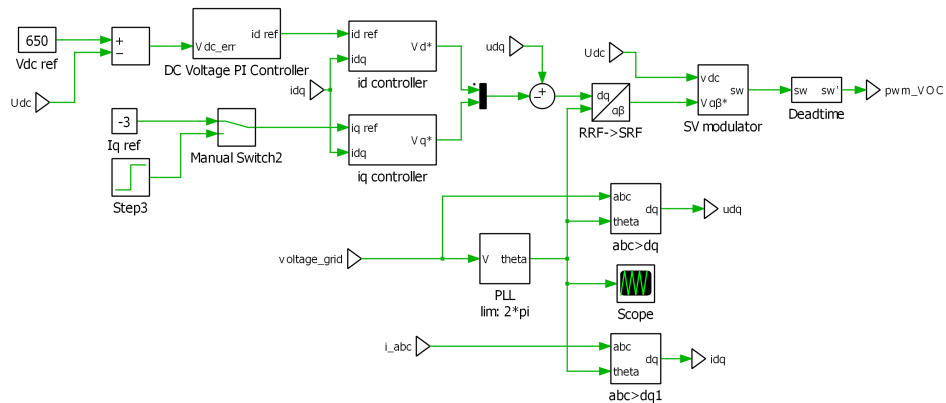 650
Vdc ref
Udc
+
−
Vdc_err
id ref
DC Voltage PI Controller
id ref
idq
Vd*
id controller
idq
-3
Iq ref
Manual Switch2
Step3
iq ref
idq
Vq*
iq controller
udq
+
−
dq
αβ
RRF->SRF
Udc
vdc
Vαβ*
sw
SV modulator
sw
sw'
Deadtime
pwm_VOC
abc
theta
dq
abc>dq
udq
voltage_grid
V
theta
PLL
lim: 2*pi
Scope
i_abc
abc
theta
dq
abc>dq1
idq